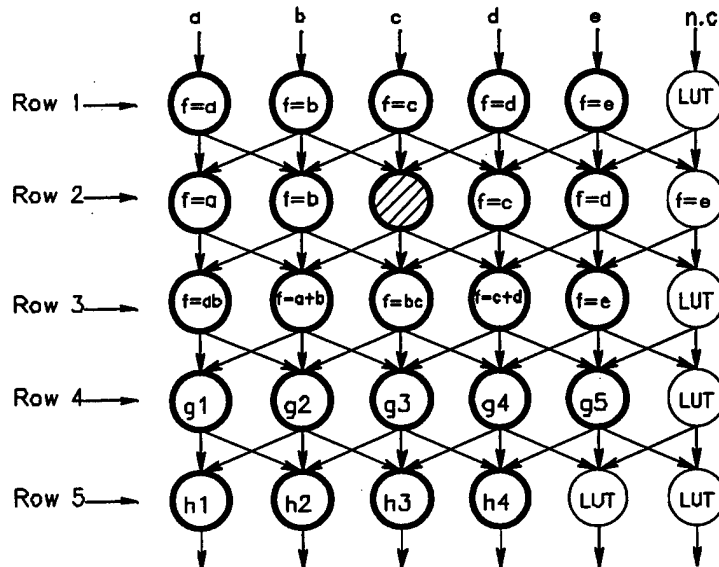 a b c d e n.c
Row 1 f=a f=b f=c f=d f=e LUT
Row 2 f=a f=b f=c f=d f=e
Row 3 f=ab f=a+b f=bc f=c+d f=e LUT
Row 4 g1 g2 g3 g4 g5 LUT
Row 5 h1 h2 h3 h4 LUT LUT